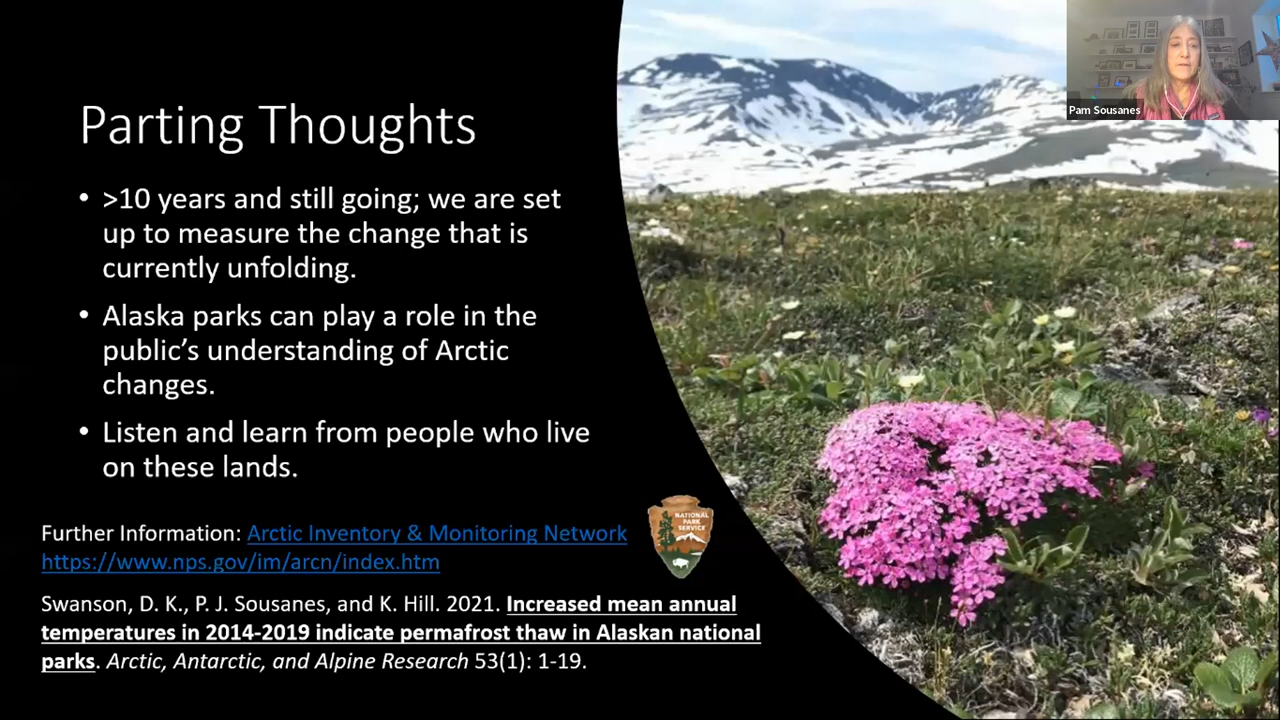 Pam Sousanes
Parting Thoughts
• >10 years and still going; we are set
up to measure the change that is
currently unfolding.
• Alaska parks can play a role in the
public's understanding of Arctic
changes.
• Listen and learn from people who live
on these lands.
Further Information: Arctic Inventory & Monitoring Network
https://www.nps.gov/im/arcn/index.htm
NATIONAL
PARK
SERVICE
Swanson, D. K., P. J. Sousanes, and K. Hill. 2021. Increased mean annual
temperatures in 2014-2019 indicate permafrost thaw in Alaskan national
parks. Arctic, Antarctic, and Alpine Research 53(1): 1-19.